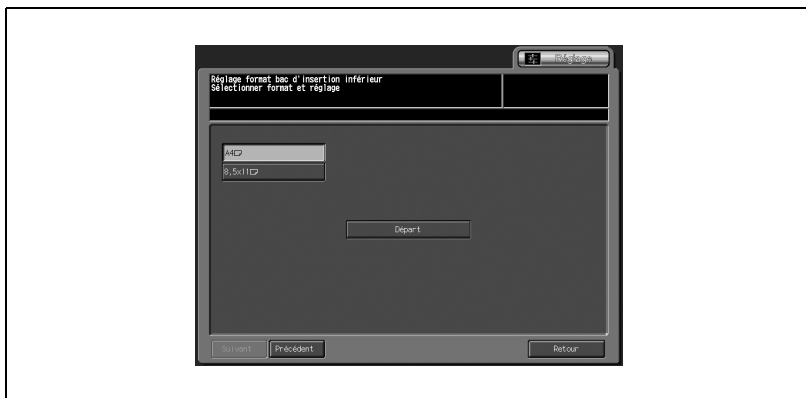 Réglage
Réglage format bac d'insertion inférieur
Sélectionner format et réglage
A4
8,5x11
Départ
Suivant
Précédent
Retour